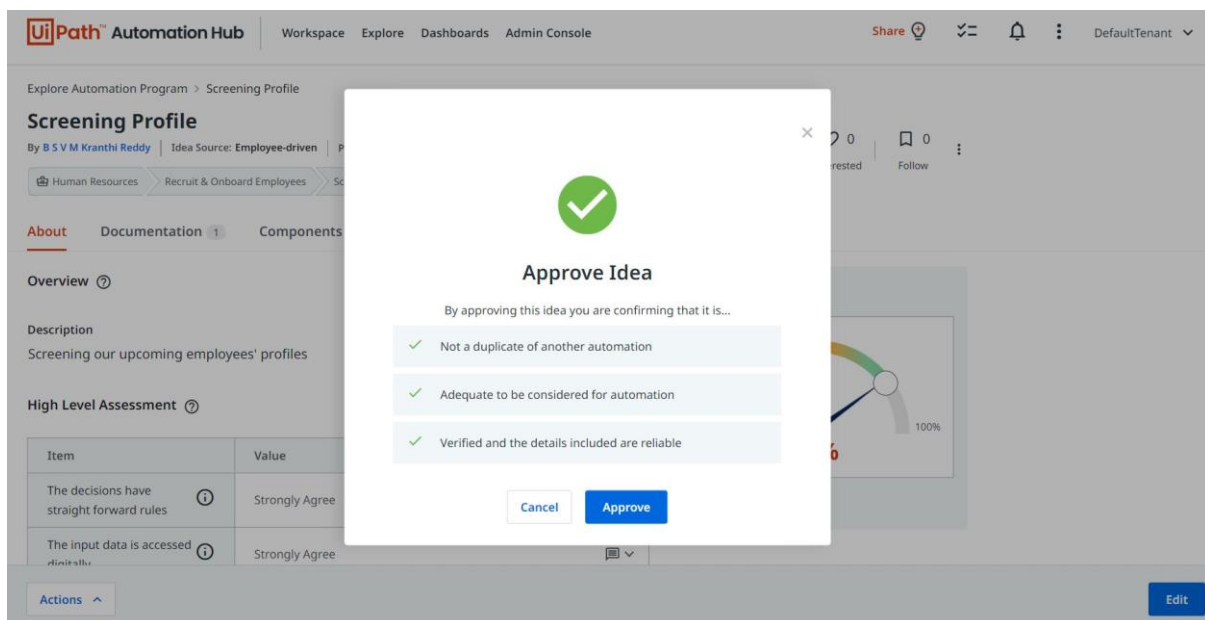 UiPath™ Automation Hub Workspace Explore Dashboards Admin Console Share DefaultTenant
Explore Automation Program > Screening Profile
Screening Profile
By B S V M Kranthi Reddy | Idea Source: Employee-driven
0 0
Follow
Human Resources Recruit & Onboard Employees
About Documentation 1 Components
Overview
Description
Screening our upcoming employees' profiles
High Level Assessment
Item Value
The decisions have straight forward rules
Strongly Agree
The input data is accessed digitally
Strongly Agree
100%
%
Approve Idea
By approving this idea you are confirming that it is...
Not a duplicate of another automation
Adequate to be considered for automation
Verified and the details included are reliable
Cancel Approve
Actions Edit